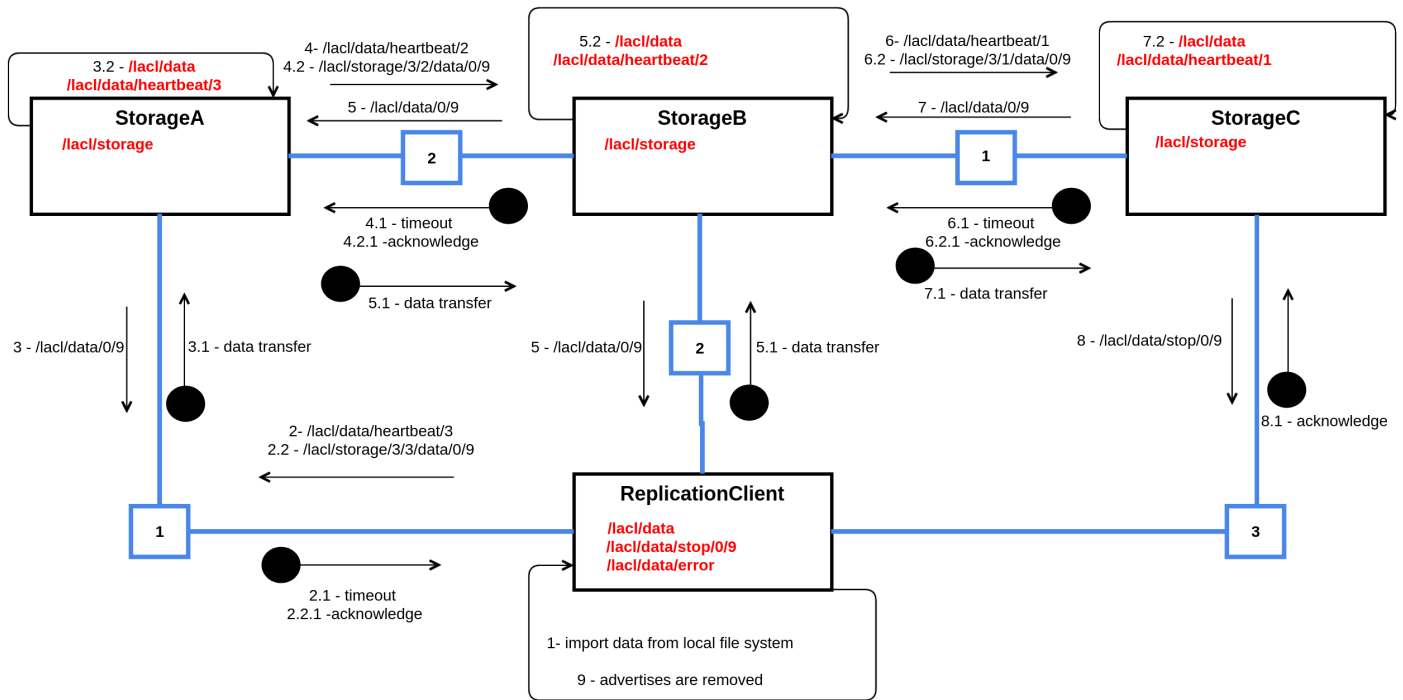 3.2 - /lacl/data
/lacl/data/heartbeat/3
StorageA
/lacl/storage
4- /lacl/data/heartbeat/2
4.2 - /lacl/storage/3/2/data/0/9
5 - /lacl/data/0/9
2
4.1 - timeout
4.2.1 -acknowledge
5.1 - data transfer
5.2 - /lacl/data
/lacl/data/heartbeat/2
StorageB
/lacl/storage
6- /lacl/data/heartbeat/1
6.2 - /lacl/storage/3/1/data/0/9
7 - /lacl/data/0/9
1
6.1 - timeout
6.2.1 -acknowledge
7.1 - data transfer
7.2 - /lacl/data
/lacl/data/heartbeat/1
StorageC
/lacl/storage
3 - /lacl/data/0/9
3.1 - data transfer
5 - /lacl/data/0/9
2
5.1 - data transfer
8 - /lacl/data/stop/0/9
8.1 - acknowledge
2- /lacl/data/heartbeat/3
2.2 - /lacl/storage/3/3/data/0/9
1
2.1 - timeout
2.2.1 -acknowledge
ReplicationClient
/lacl/data
/lacl/data/stop/0/9
/lacl/data/error
3
1- import data from local file system
9 - advertises are removed